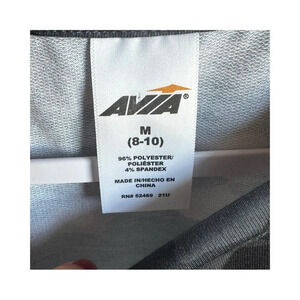 AVIA®
M
(8-10)
96% POLYESTER/
POLIÉSTER
4% SPANDEX
MADE IN/HECHO EN
CHINA
RN# 52469 21U